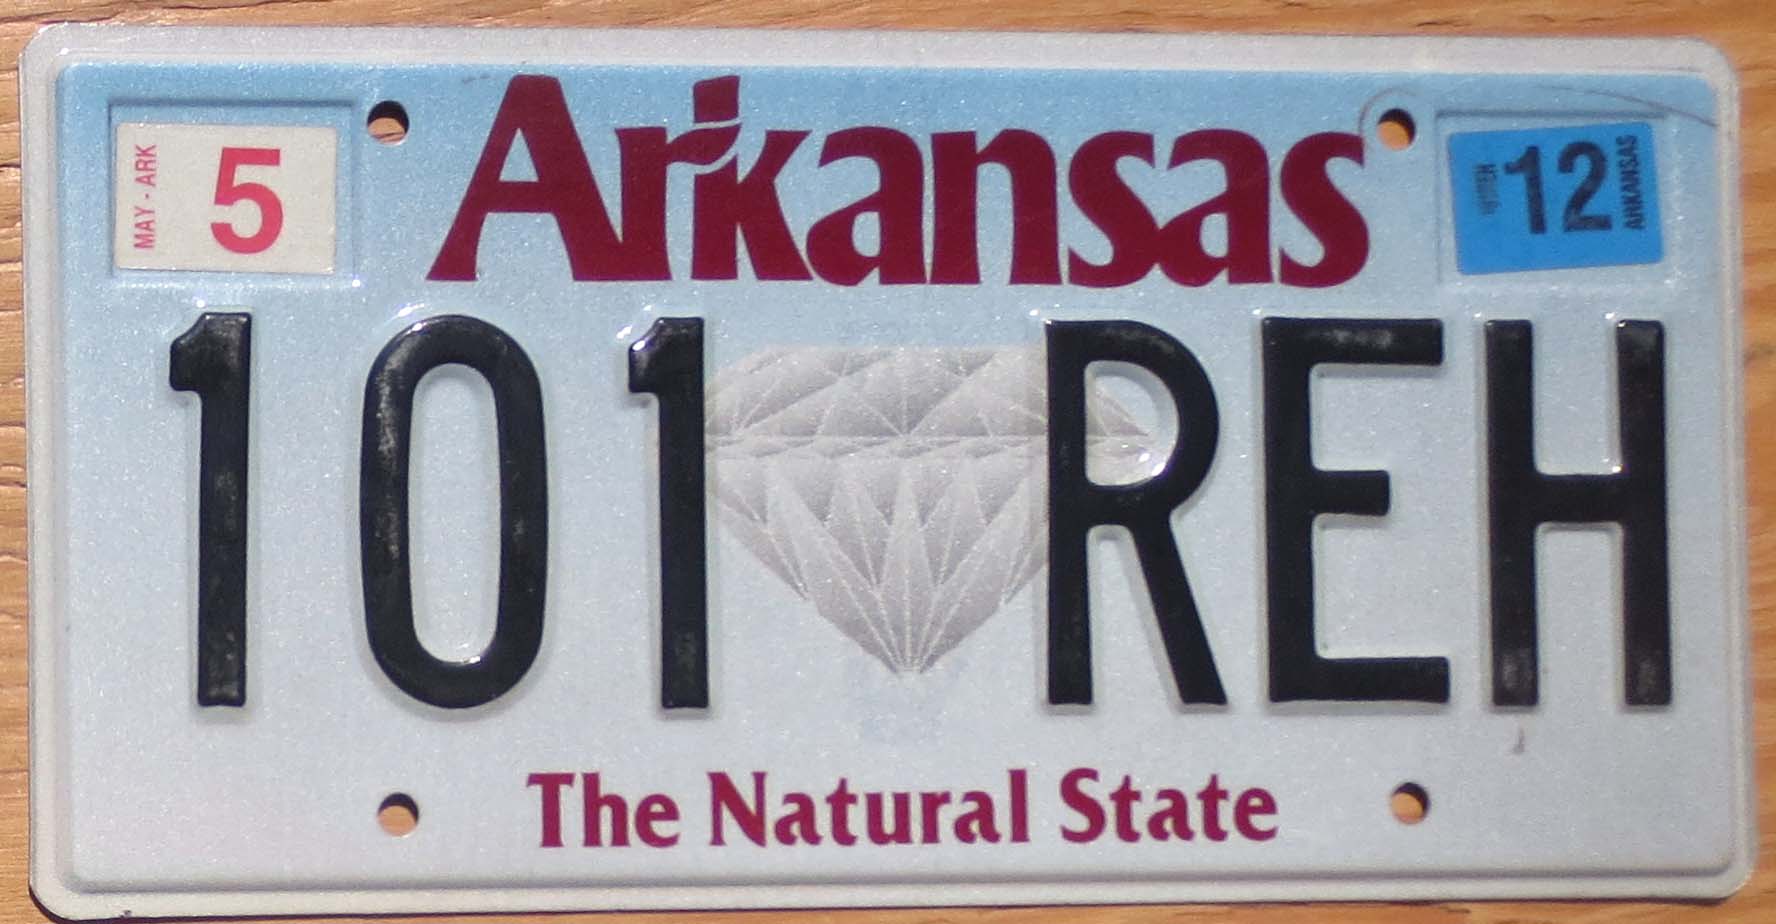 MAY - ARK
5
Arkansas
12
ARKANSAS
101 REH
The Natural State